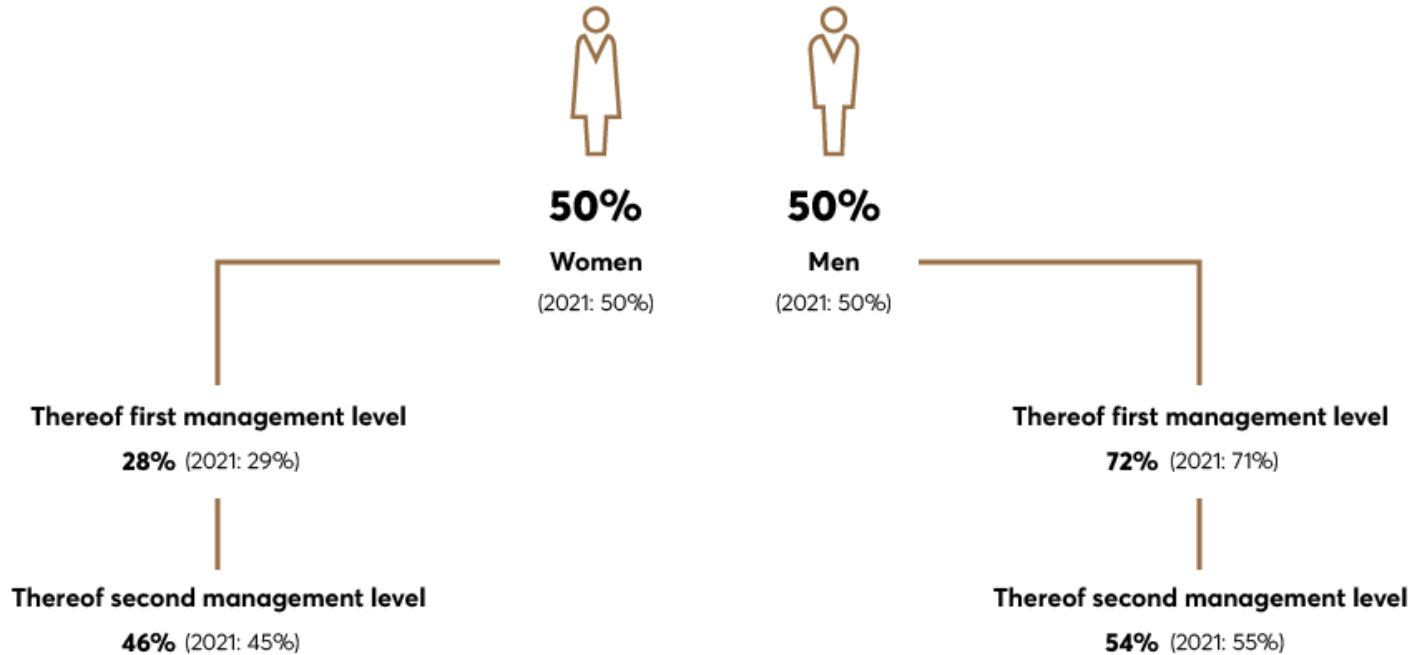 50%
Women
(2021: 50%)
50%
Men
(2021: 50%)
Thereof first management level
28% (2021: 29%)
Thereof second management level
46% (2021: 45%)
Thereof first management level
72% (2021: 71%)
Thereof second management level
54% (2021: 55%)